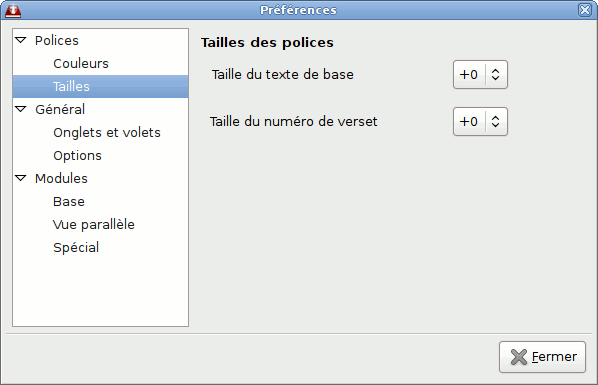 Préférences
Polices
Couleurs
Tailles
Général
Onglets et volets
Options
Modules
Base
Vue parallèle
Spécial
Tailles des polices
Taille du texte de base +0
Taille du numéro de verset +0
Fermer